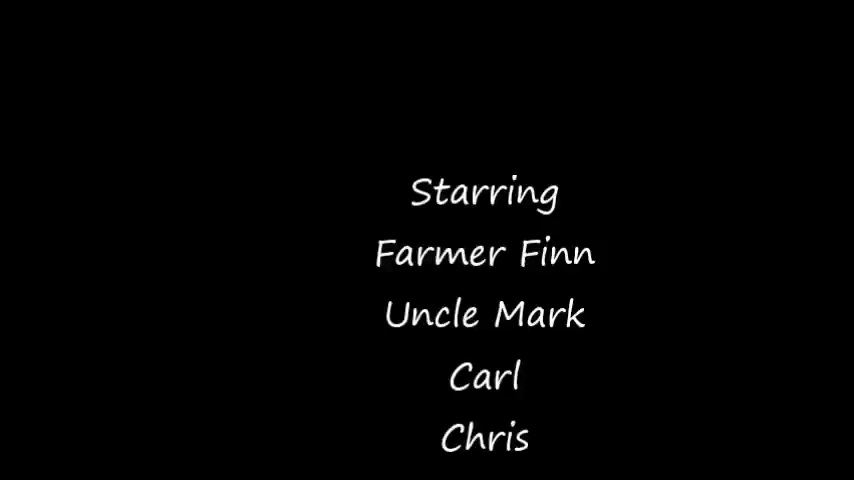 Starring
Farmer Finn
Uncle Mark
Carl
Chris